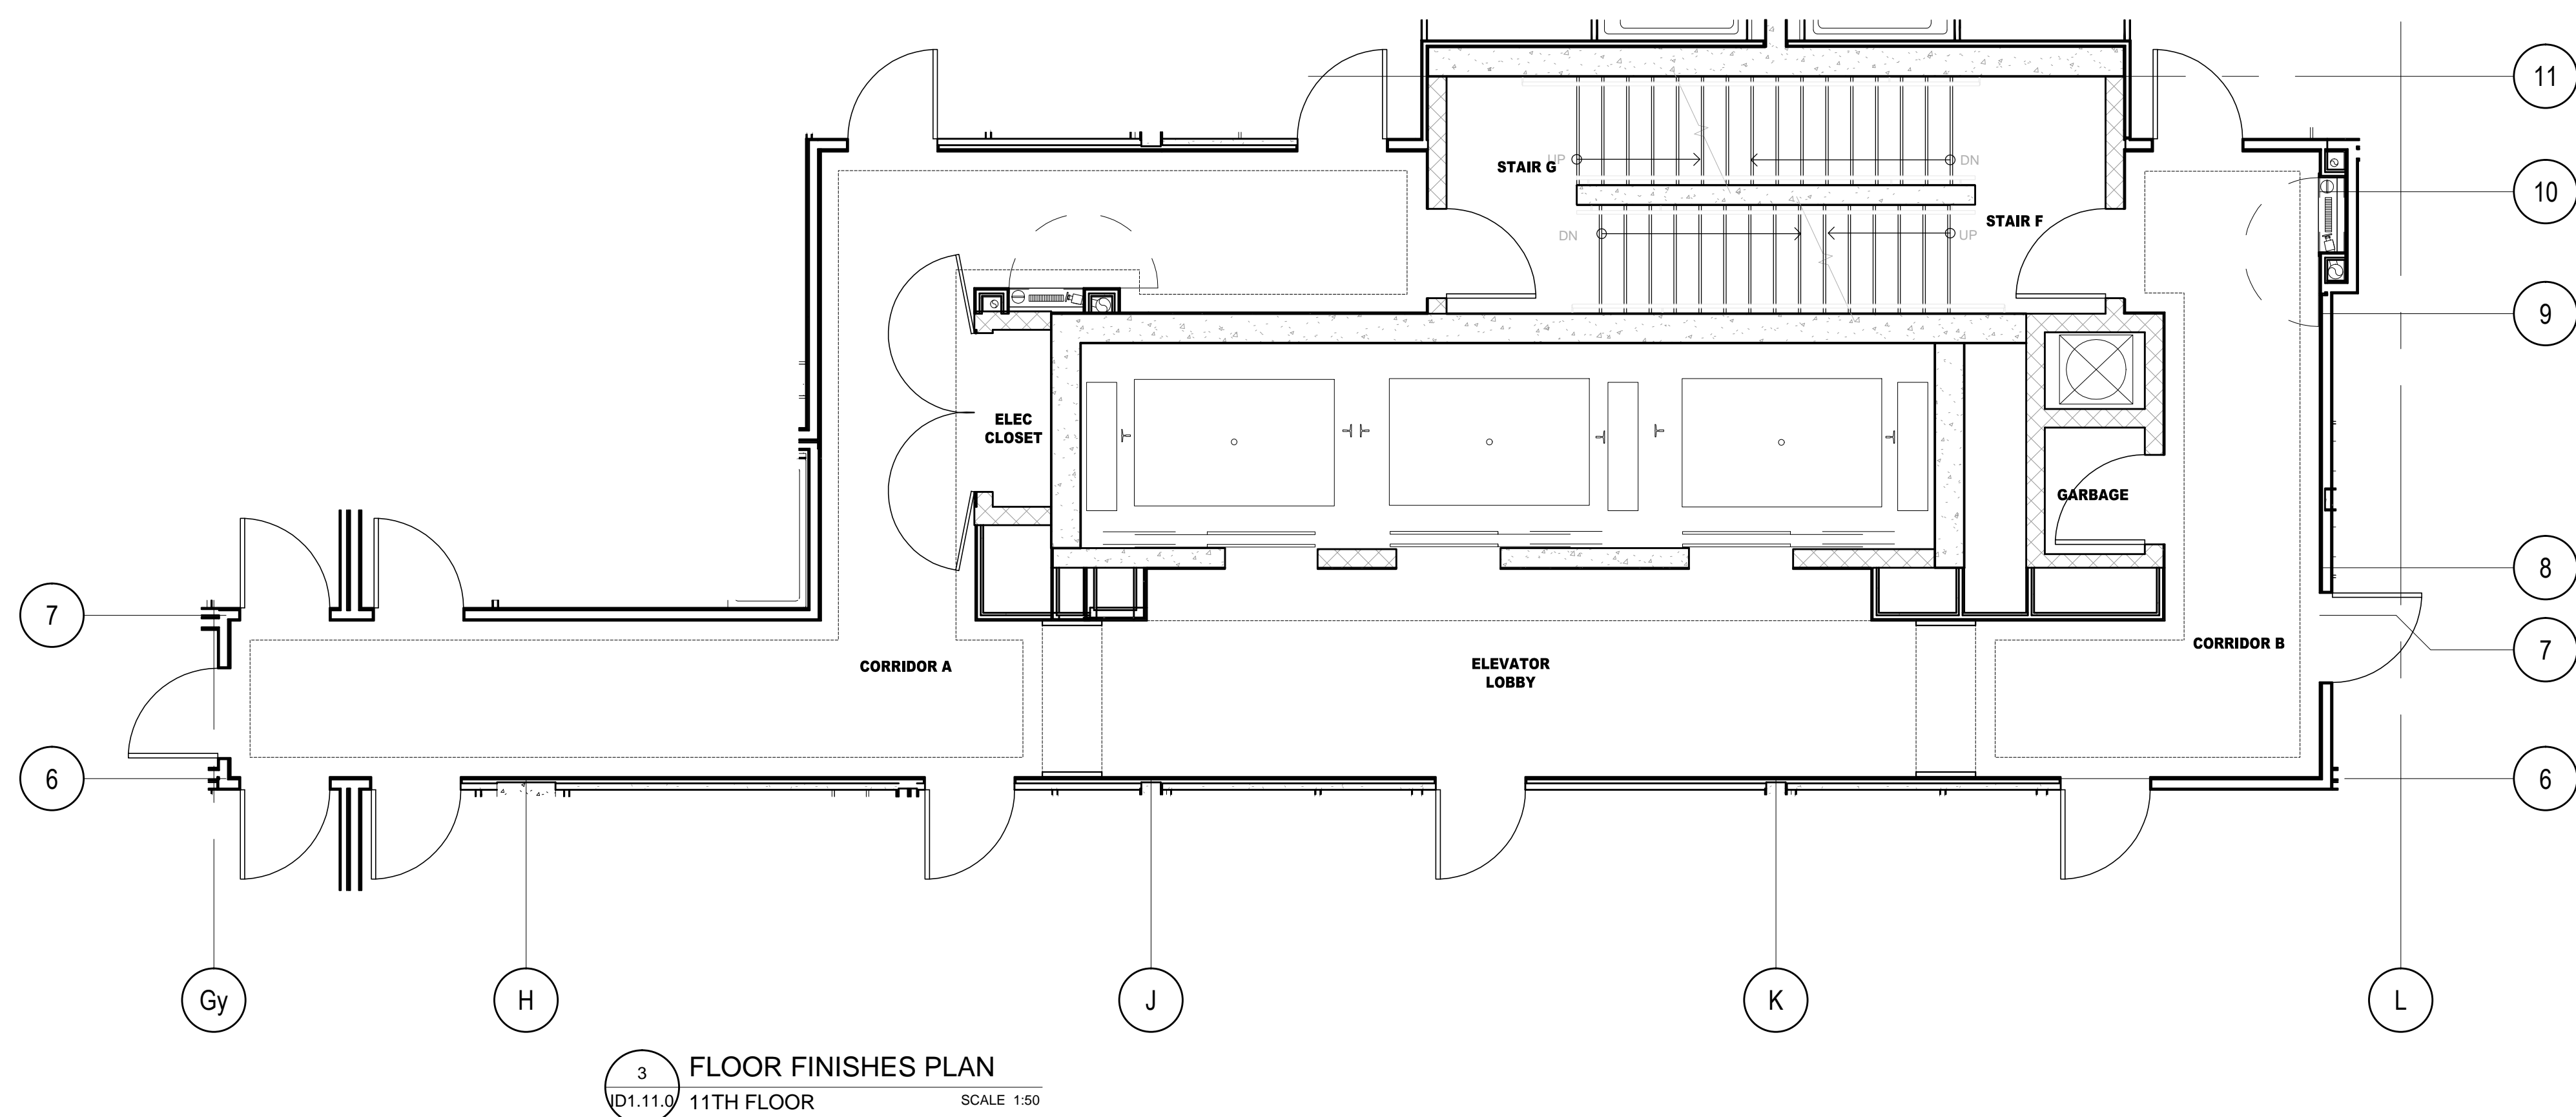 11
10
STAIR G
UP
DN
STAIR F
DN
UP
9
ELEC
CLOSET
GARBAGE
8
7
7
CORRIDOR A
ELEVATOR
LOBBY
CORRIDOR B
6
6
Gy
H
J
K
L
3
FLOOR FINISHES PLAN
ID1.11.0
11TH FLOOR
SCALE 1:50